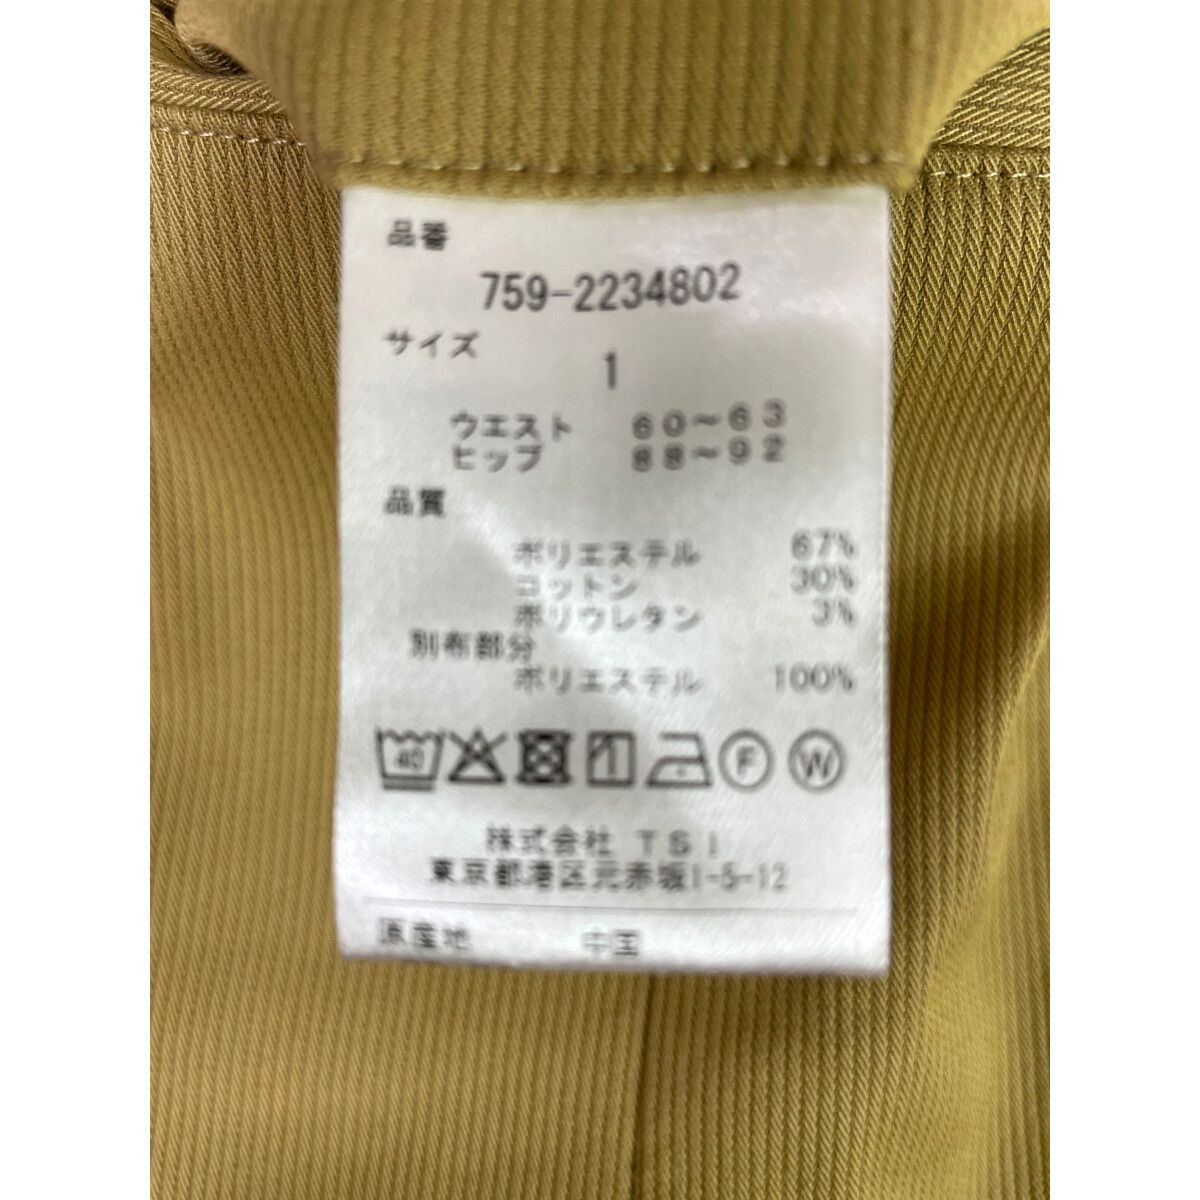 品番
759-2234802
サイズ
1
ウエスト 60～63
ヒップ 88～92
品質
ポリエステル 67%
コットン 30%
ポリウレタン 3%
別布部分
ポリエステル 100%
40 F W
株式会社 TSI
東京都港区元赤坂1-5-12
原産地 中国